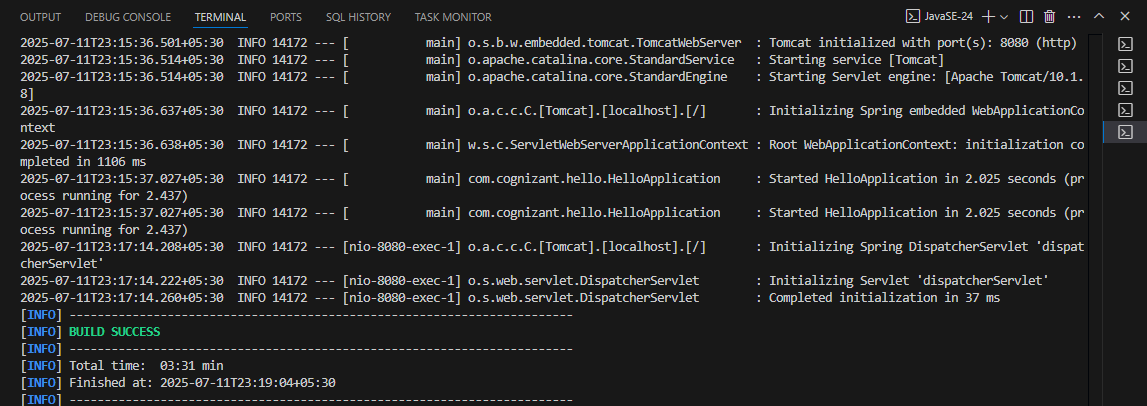 OUTPUT DEBUG CONSOLE TERMINAL PORTS SQL HISTORY TASK MONITOR JavaSE-24
2025-07-11T23:15:36.501+05:30  INFO 14172 --- [           main] o.s.b.w.embedded.tomcat.TomcatWebServer  : Tomcat initialized with port(s): 8080 (http)
2025-07-11T23:15:36.514+05:30  INFO 14172 --- [           main] o.apache.catalina.core.StandardService   : Starting service [Tomcat]
2025-07-11T23:15:36.514+05:30  INFO 14172 --- [           main] o.apache.catalina.core.StandardEngine    : Starting Servlet engine: [Apache Tomcat/10.1.
8]
2025-07-11T23:15:36.637+05:30  INFO 14172 --- [           main] o.a.c.c.C.[Tomcat].[localhost].[/]       : Initializing Spring embedded WebApplicationCo
ntext
2025-07-11T23:15:36.638+05:30  INFO 14172 --- [           main] w.s.c.ServletWebServerApplicationContext : Root WebApplicationContext: initialization co
mpleted in 1106 ms
2025-07-11T23:15:37.027+05:30  INFO 14172 --- [           main] com.cognizant.hello.HelloApplication     : Started HelloApplication in 2.025 seconds (pr
ocess running for 2.437)
2025-07-11T23:15:37.027+05:30  INFO 14172 --- [           main] com.cognizant.hello.HelloApplication     : Started HelloApplication in 2.025 seconds (pr
ocess running for 2.437)
2025-07-11T23:17:14.208+05:30  INFO 14172 --- [nio-8080-exec-1] o.a.c.c.C.[Tomcat].[localhost].[/]       : Initializing Spring DispatcherServlet 'dispat
cherServlet'
2025-07-11T23:17:14.222+05:30  INFO 14172 --- [nio-8080-exec-1] o.s.web.servlet.DispatcherServlet        : Initializing Servlet 'dispatcherServlet'
2025-07-11T23:17:14.260+05:30  INFO 14172 --- [nio-8080-exec-1] o.s.web.servlet.DispatcherServlet        : Completed initialization in 37 ms
[INFO] ------------------------------------------------------------------------
[INFO] BUILD SUCCESS
[INFO] ------------------------------------------------------------------------
[INFO] Total time:  03:31 min
[INFO] Finished at: 2025-07-11T23:19:04+05:30
[INFO] ------------------------------------------------------------------------